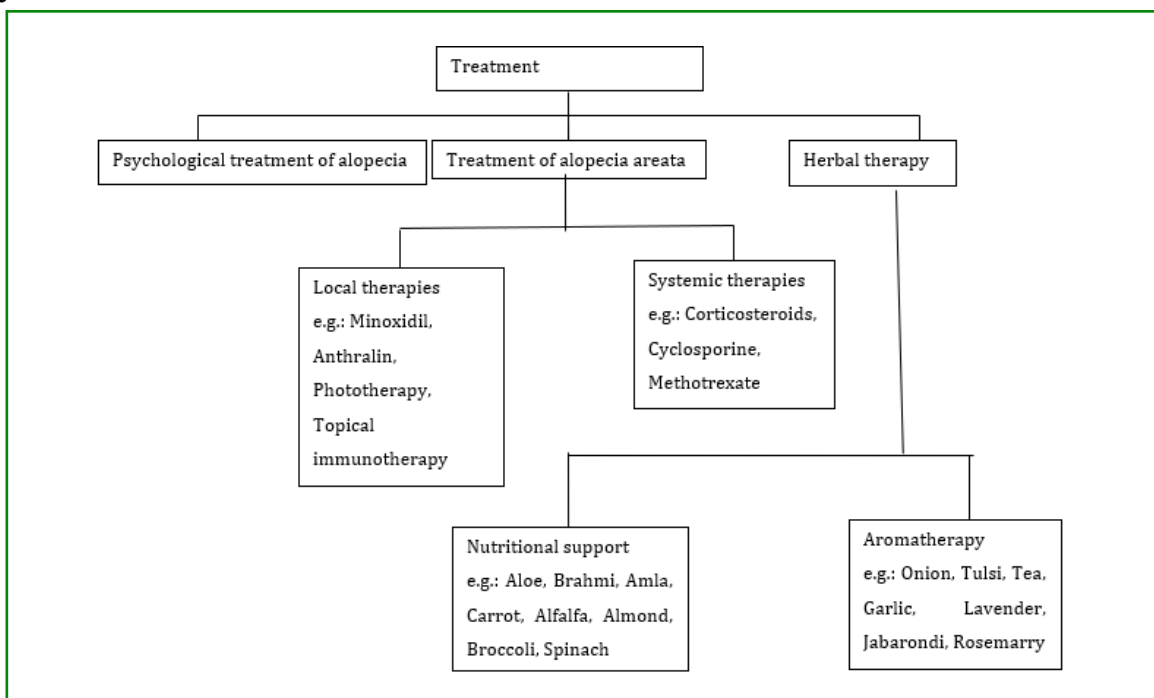 Treatment
Psychological treatment of alopecia
Treatment of alopecia areata
Herbal therapy
Local therapies
e.g.: Minoxidil,
Anthralin,
Phototherapy,
Topical
immunotherapy
Systemic therapies
e.g.: Corticosteroids,
Cyclosporine,
Methotrexate
Nutritional support
e.g.: Aloe, Brahmi, Amla,
Carrot, Alfalfa, Almond,
Broccoli, Spinach
Aromatherapy
e.g.: Onion, Tulsi, Tea,
Garlic, Lavender,
Jabarondi, Rosemarry